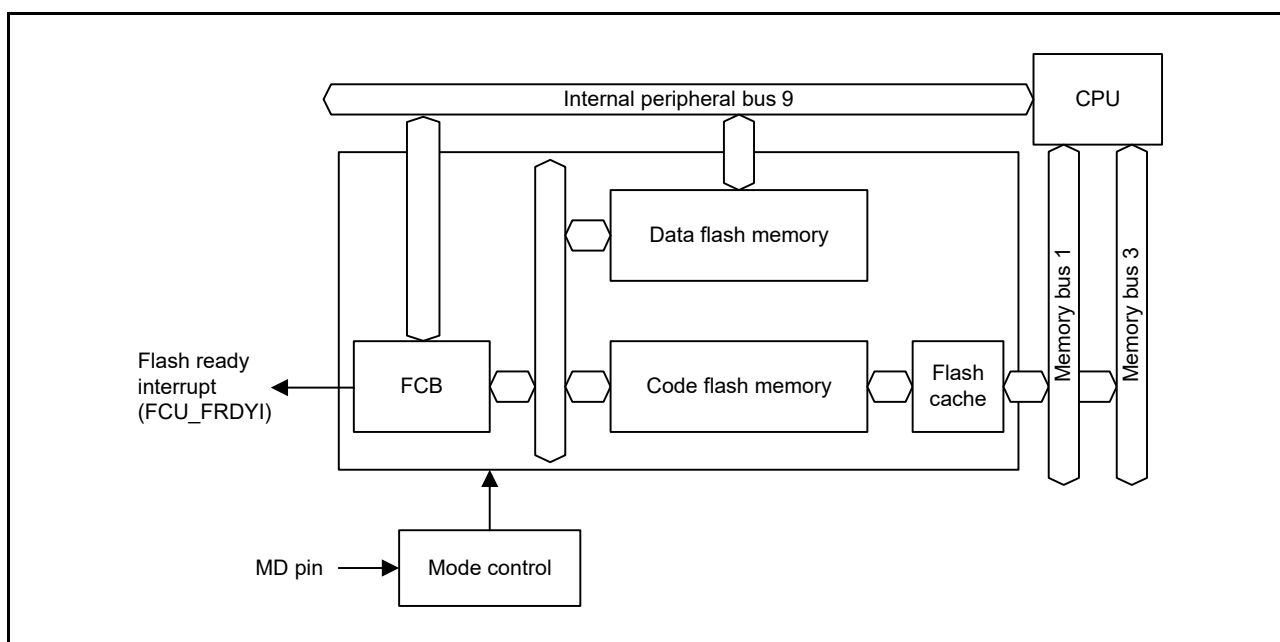 Internal peripheral bus 9
CPU
Data flash memory
Memory bus 1
Memory bus 3
Flash ready
interrupt
(FCU_FRDYI)
FCB
Code flash memory
Flash
cache
MD pin
Mode control